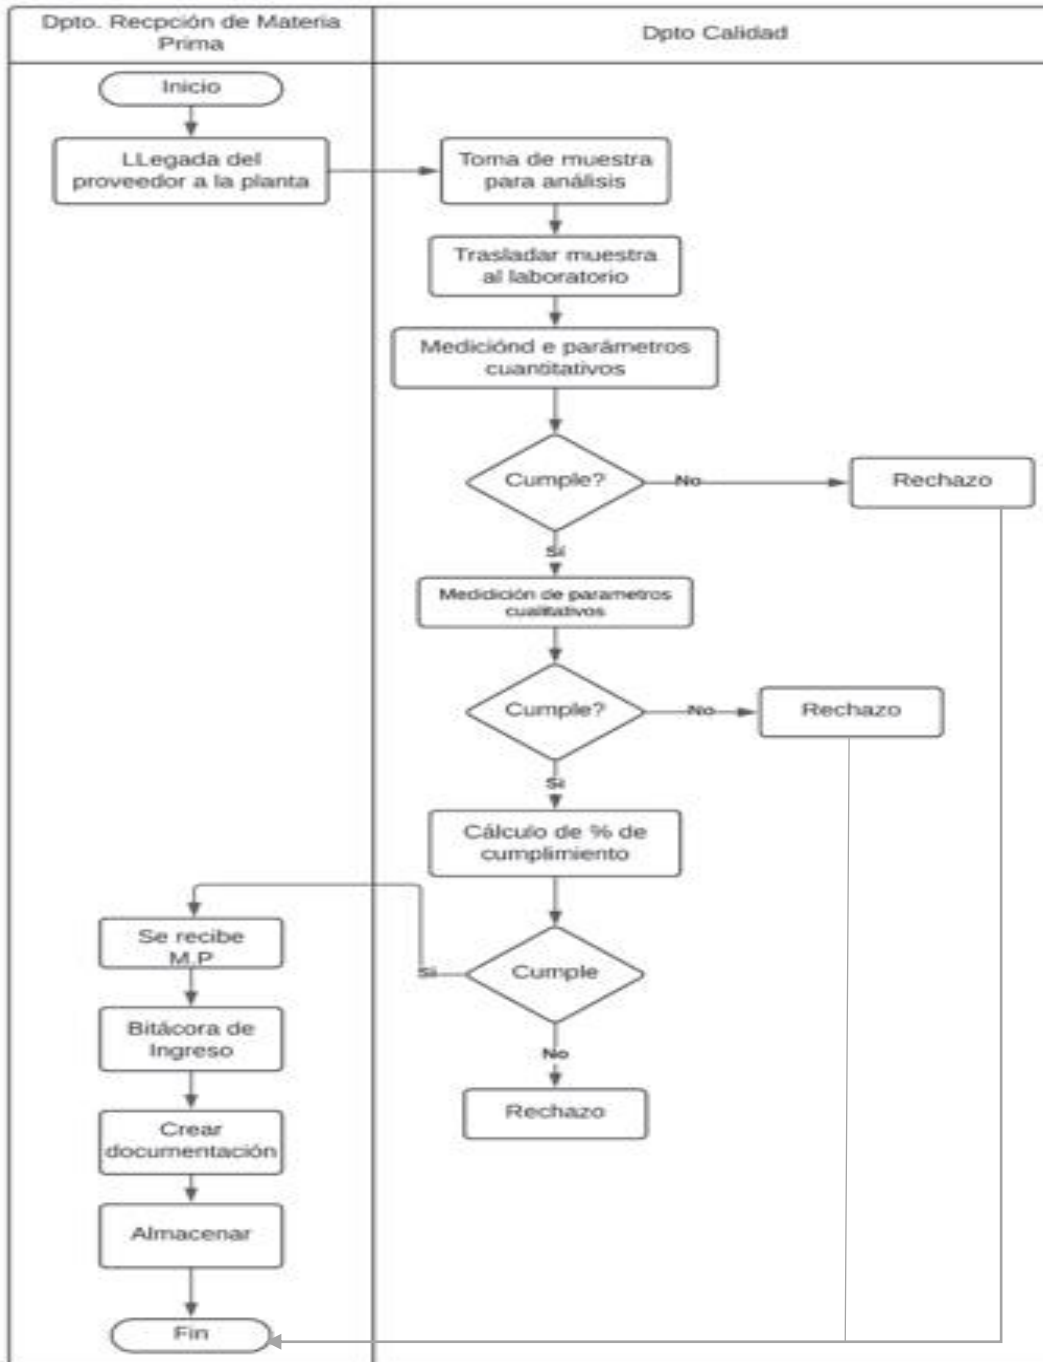 Dpto. Recpción de Materia
Prima
Dpto Calidad
Inicio
LLegada del
proveedor a la planta
Toma de muestra
para análisis
Trasladar muestra
al laboratorio
Mediciónd e parámetros
cuantitativos
Cumple?
No
Rechazo
Sí
Medidición de parametros
cualitativos
Cumple?
No
Rechazo
Si
Cálculo de % de
cumplimiento
Se recibe
M.P
Si
Cumple
Bitácora de
Ingreso
No
Rechazo
Crear
documentación
Almacenar
Fin